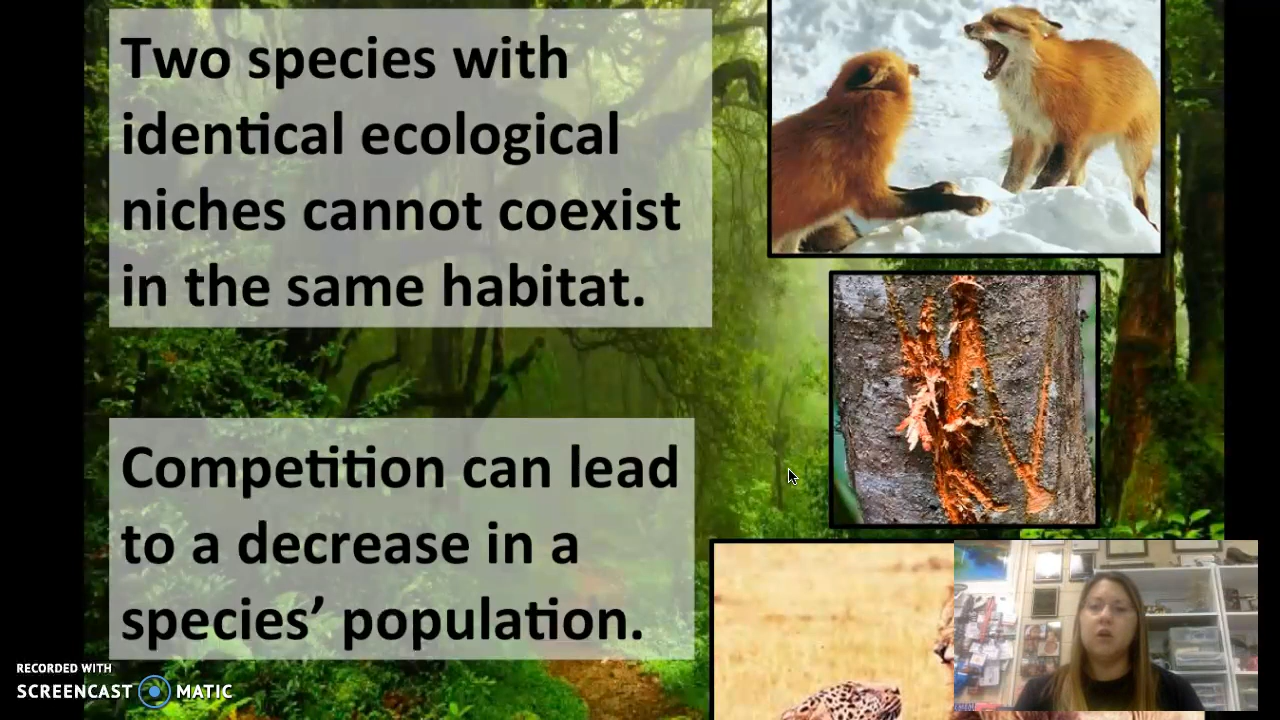 Two species with
identical ecological
niches cannot coexist
in the same habitat.
Competition can lead
to a decrease in a
species’ population.
RECORDED WITH
SCREENCAST MATIC